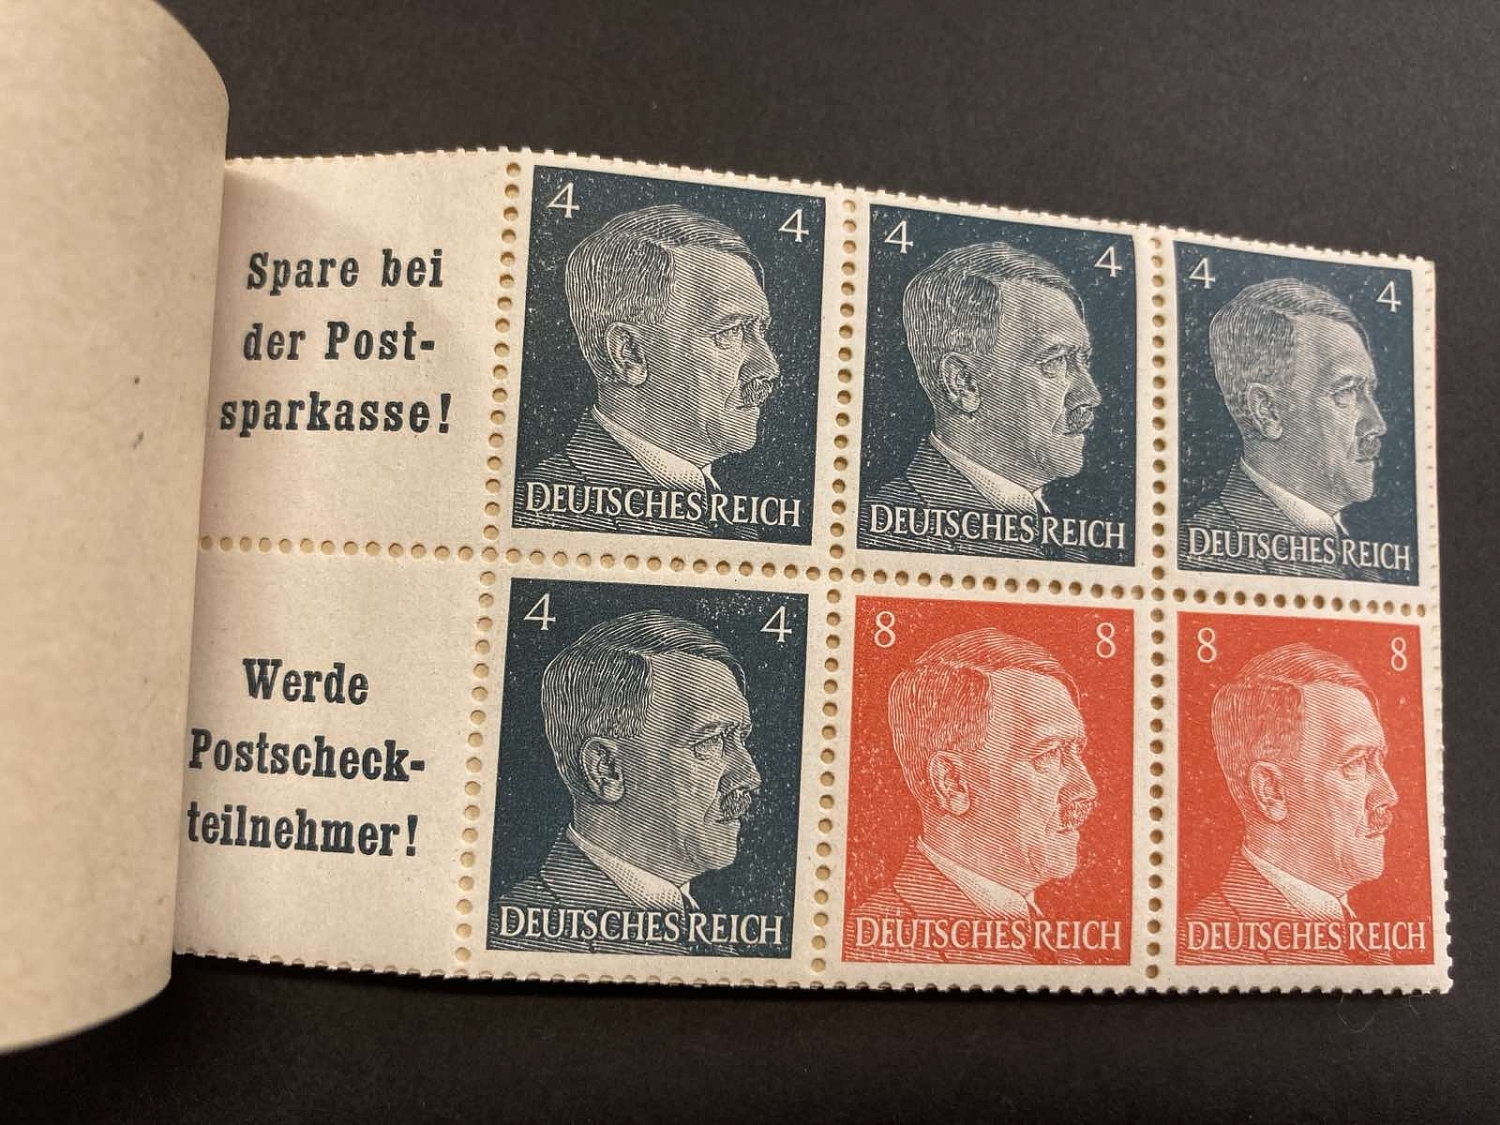 Spare bei
der Post-
sparkasse!
4 4
DEUTSCHES REICH
4 4
DEUTSCHES REICH
4 4
DEUTSCHES REICH
Werde
Postscheck-
teilnehmer!
4 4
DEUTSCHES REICH
8 8
DEUTSCHES REICH
8 8
DEUTSCHES REICH